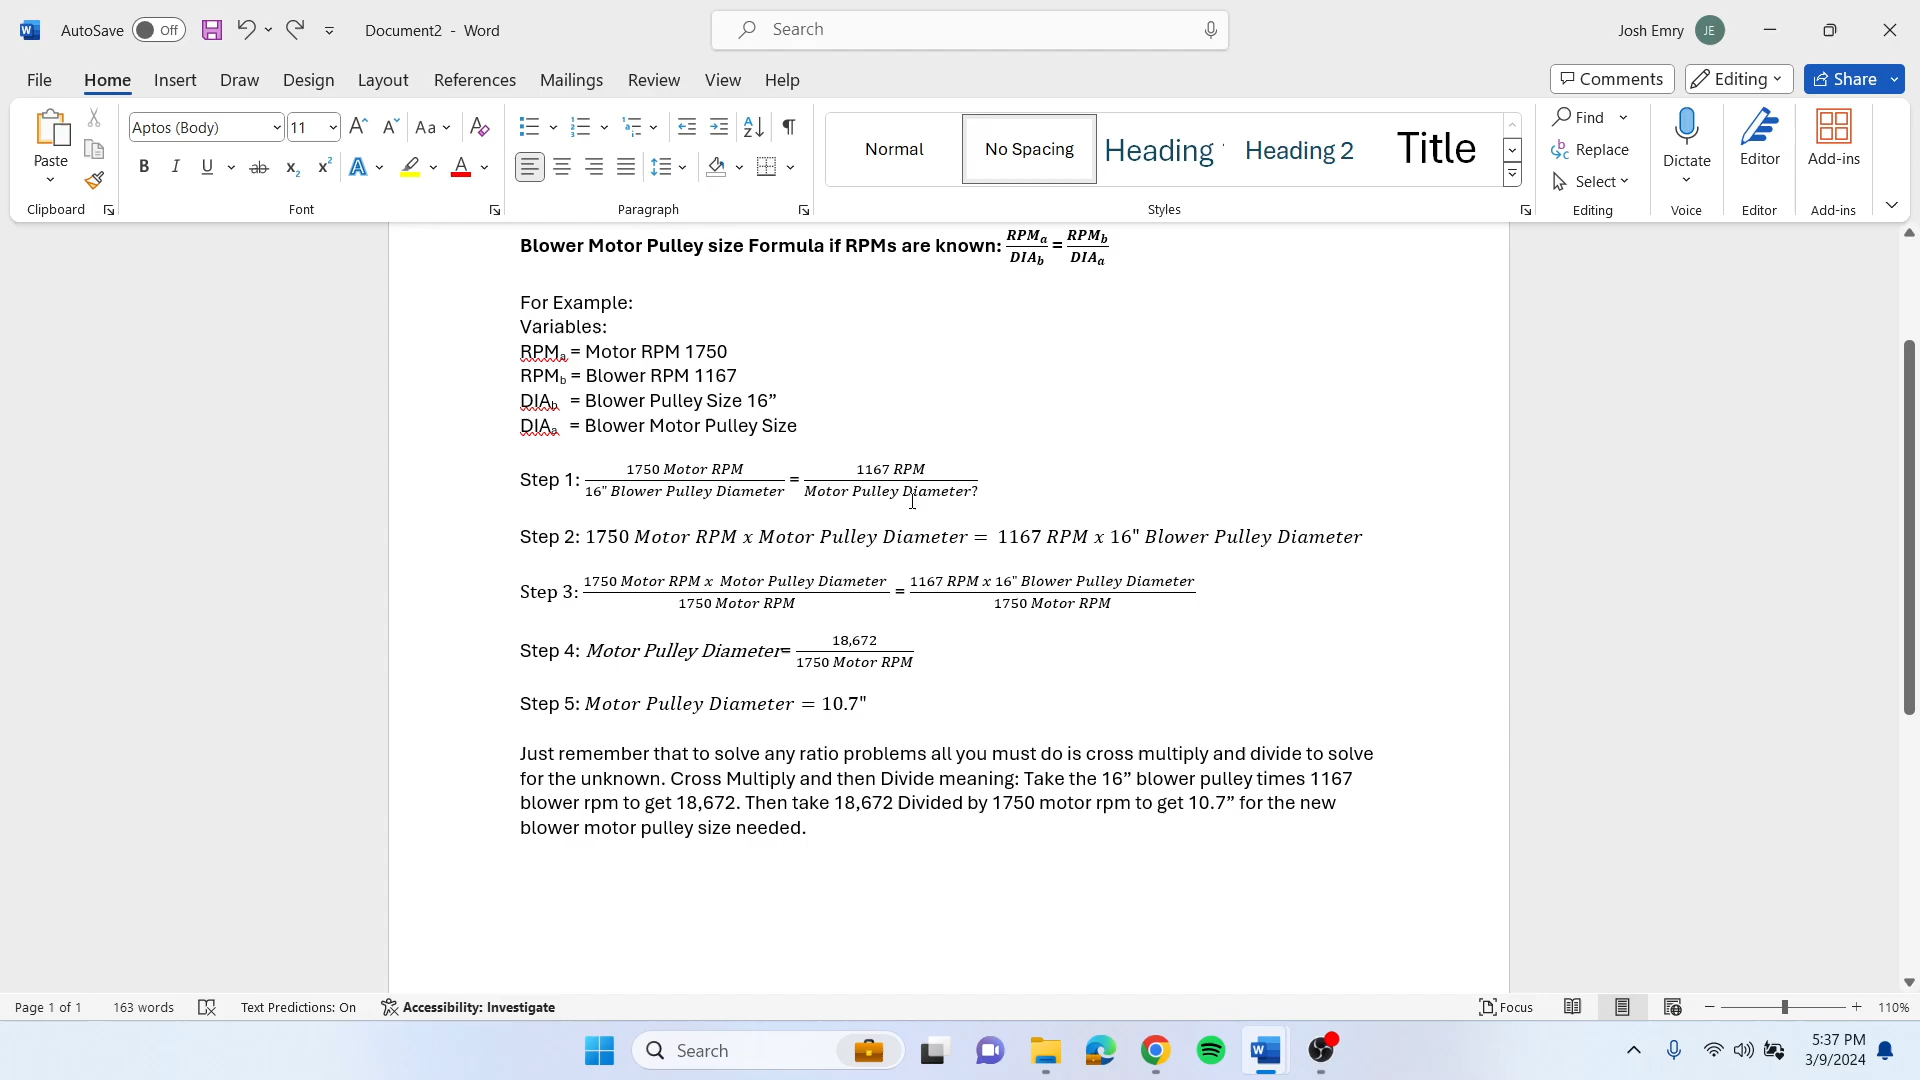 AutoSave Off Document2 - Word Search Josh Emry JE
File Home Insert Draw Design Layout References Mailings Review View Help Comments Editing Share
Paste Aptos (Body) 11 Aa Normal No Spacing Heading Heading 2 Title Find Replace Select Dictate Editor Add-ins
Clipboard Font Paragraph Styles Editing Voice Editor Add-ins
Blower Motor Pulley size Formula if RPMs are known: RPMa/DIAb = RPMb/DIAa
For Example:
Variables:
RPMa = Motor RPM 1750
RPMb = Blower RPM 1167
DIAb = Blower Pulley Size 16”
DIAa = Blower Motor Pulley Size
Step 1: 1750 Motor RPM/16" Blower Pulley Diameter = 1167 RPM/Motor Pulley Diameter?
Step 2: 1750 Motor RPM x Motor Pulley Diameter = 1167 RPM x 16" Blower Pulley Diameter
Step 3: 1750 Motor RPM x Motor Pulley Diameter/1750 Motor RPM = 1167 RPM x 16" Blower Pulley Diameter/1750 Motor RPM
Step 4: Motor Pulley Diameter= 18,672/1750 Motor RPM
Step 5: Motor Pulley Diameter = 10.7"
Just remember that to solve any ratio problems all you must do is cross multiply and divide to solve
for the unknown. Cross Multiply and then Divide meaning: Take the 16” blower pulley times 1167
blower rpm to get 18,672. Then take 18,672 Divided by 1750 motor rpm to get 10.7” for the new
blower motor pulley size needed.
Page 1 of 1 163 words Text Predictions: On Accessibility: Investigate Focus 110%
Search 5:37 PM
3/9/2024